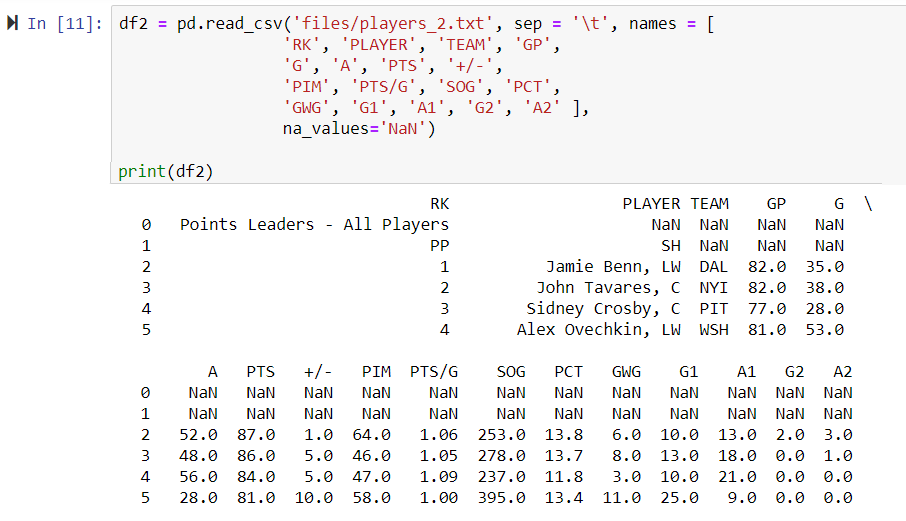 In [11]: df2 = pd.read_csv('files/players_2.txt', sep = '\t', names = [
'RK', 'PLAYER', 'TEAM', 'GP',
'G', 'A', 'PTS', '+/-',
'PIM', 'PTS/G', 'SOG', 'PCT',
'GWG', 'G1', 'A1', 'G2', 'A2' ],
na_values='NaN')
print(df2)
RK PLAYER TEAM GP G \
0 Points Leaders - All Players NaN NaN NaN NaN
1 PP SH NaN NaN NaN
2 1 Jamie Benn, LW DAL 82.0 35.0
3 2 John Tavares, C NYI 82.0 38.0
4 3 Sidney Crosby, C PIT 77.0 28.0
5 4 Alex Ovechkin, LW WSH 81.0 53.0
A PTS +/- PIM PTS/G SOG PCT GWG G1 A1 G2 A2
0 NaN NaN NaN NaN NaN NaN NaN NaN NaN NaN NaN NaN
1 NaN NaN NaN NaN NaN NaN NaN NaN NaN NaN NaN NaN
2 52.0 87.0 1.0 64.0 1.06 253.0 13.8 6.0 10.0 13.0 2.0 3.0
3 48.0 86.0 5.0 46.0 1.05 278.0 13.7 8.0 13.0 18.0 0.0 1.0
4 56.0 84.0 5.0 47.0 1.09 237.0 11.8 3.0 10.0 21.0 0.0 0.0
5 28.0 81.0 10.0 58.0 1.00 395.0 13.4 11.0 25.0 9.0 0.0 0.0